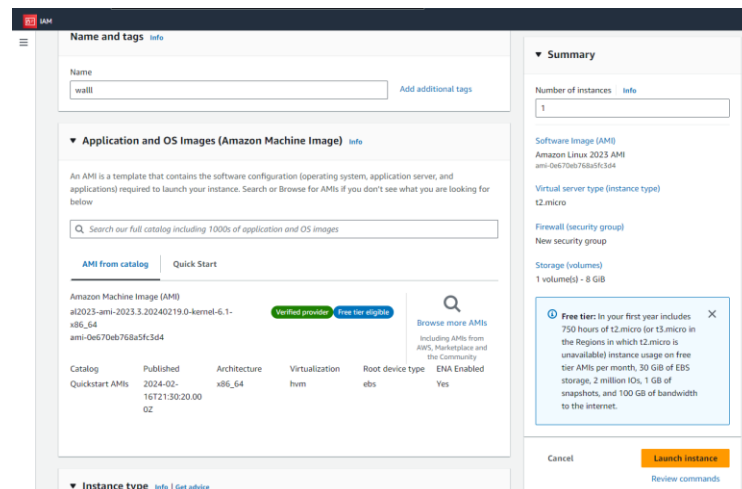 IAM
Name and tags Info
Name
walll
Add additional tags
Application and OS Images (Amazon Machine Image) Info
An AMI is a template that contains the software configuration (operating system, application server, and
applications) required to launch your instance. Search or Browse for AMIs if you don't see what you are looking for
below
Search our full catalog including 1000s of application and OS images
AMI from catalog
Quick Start
Amazon Machine Image (AMI)
al2023-ami-2023.3.20240219.0-kernel-6.1-
x86_64
ami-0e670eb768a5fc3d4
Verified provider
Free tier eligible
Browse more AMIs
Including AMIs from
AWS, Marketplace and
the Community
Catalog
Published
Architecture
Virtualization
Root device type
ENA Enabled
Quickstart AMIs
2024-02-
16T21:30:20.00
0Z
x86_64
hvm
ebs
Yes
Instance type Info | Get advice
Summary
Number of instances Info
1
Software Image (AMI)
Amazon Linux 2023 AMI
ami-0e670eb768a5fc3d4
Virtual server type (instance type)
t2.micro
Firewall (security group)
New security group
Storage (volumes)
1 volume(s) - 8 GiB
Free tier: In your first year includes
750 hours of t2.micro (or t3.micro in
the Regions in which t2.micro is
unavailable) instance usage on free
tier AMIs per month, 30 GiB of EBS
storage, 2 million IOs, 1 GB of
snapshots, and 100 GB of bandwidth
to the internet.
Cancel
Launch instance
Review commands